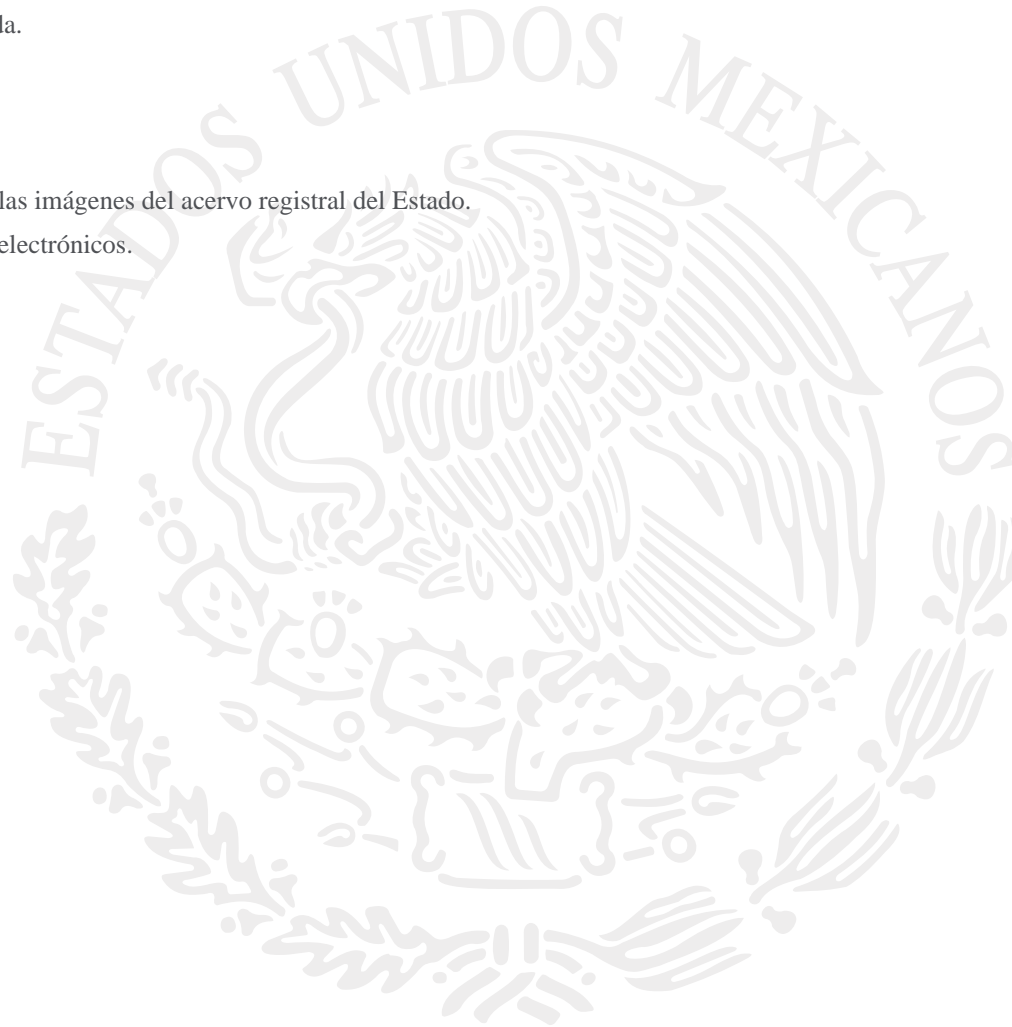 da.
ESTADOS UNIDOS MEXICANOS
las imágenes del acervo registral del Estado.
electrónicos.